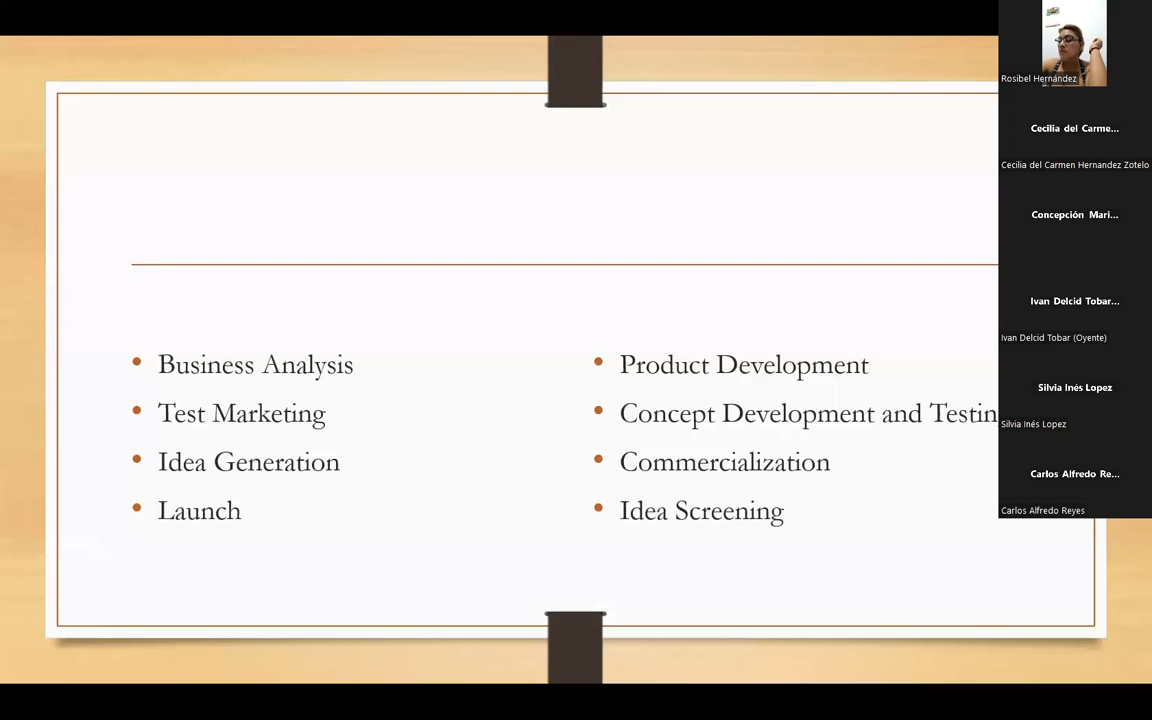 Business Analysis
Test Marketing
Idea Generation
Launch
Product Development
Concept Development and Testin
Commercialization
Idea Screening
Rosibel Hernández
Cecilia del Carme...
Cecilia del Carmen Hernandez Zotelo
Concepción Mari...
Ivan Delcid Tobar...
Ivan Delcid Tobar (Oyente)
Silvia Inés Lopez
Silvia Inés Lopez
Carlos Alfredo Re...
Carlos Alfredo Reyes